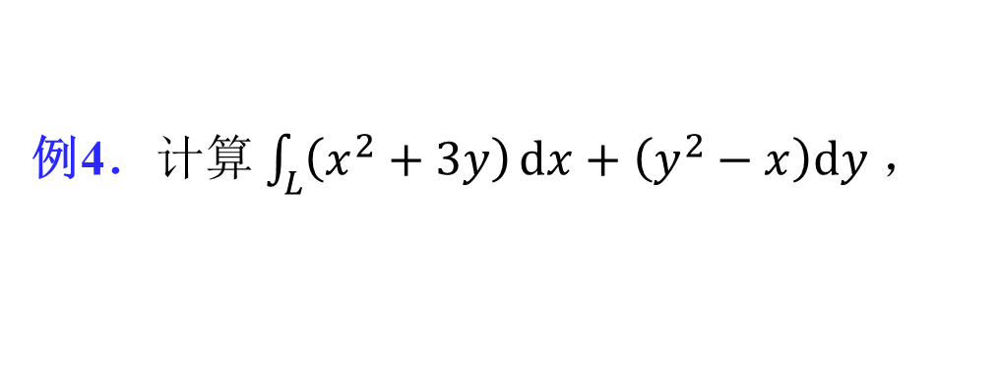 例4. 计算 ∫_L(x² + 3y) dx + (y² − x)dy，